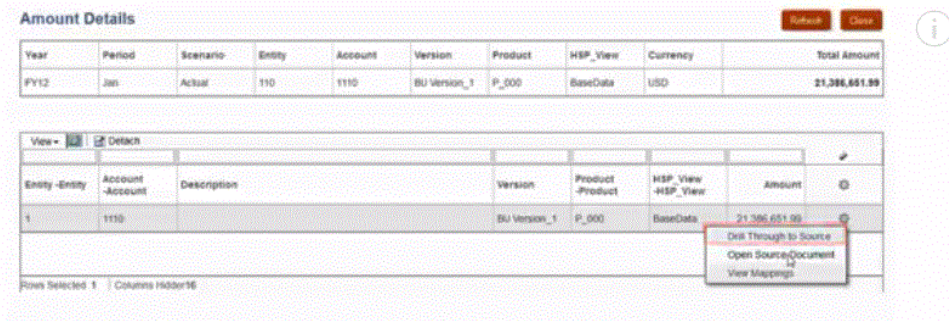 Amount Details
Refresh Close
Year Period Scenario Entity Account Version Product HSP_View Currency Total Amount
FY12 Jan Actual 110 1110 BU Version_1 P_000 BaseData USD 21,386,651.99
View Detach
Entity -Entity Account -Account Description Version Product -Product HSP_View -HSP_View Amount
1 1110 BU Version_1 P_000 BaseData 21,386,651.99
Drill Through to Source
Open Source Document
View Mappings
Rows Selected 1 Columns Hidden 16